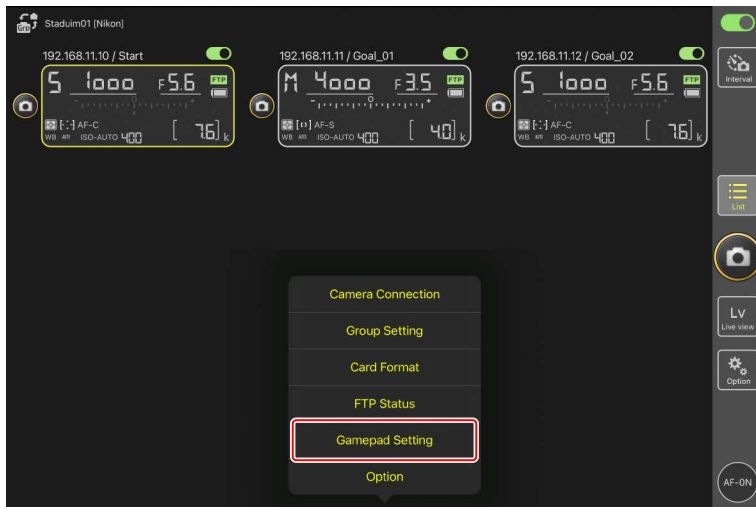 Grp
Staduim01 [Nikon]
192.168.11.10 / Start
192.168.11.11 / Goal_01
192.168.11.12 / Goal_02
S 1000 F5.6 FTP
M 4000 F3.5 FTP
S 1000 F5.6 FTP
AF-C
AF-S
AF-C
WB ISO-AUTO 400 [ 7.6] k
WB ISO-AUTO 400 [ 4.0] k
WB ISO-AUTO 400 [ 7.6] k
Interval
List
Camera Connection
Group Setting
Card Format
FTP Status
Gamepad Setting
Option
Lv
Live view
Option
AF-ON